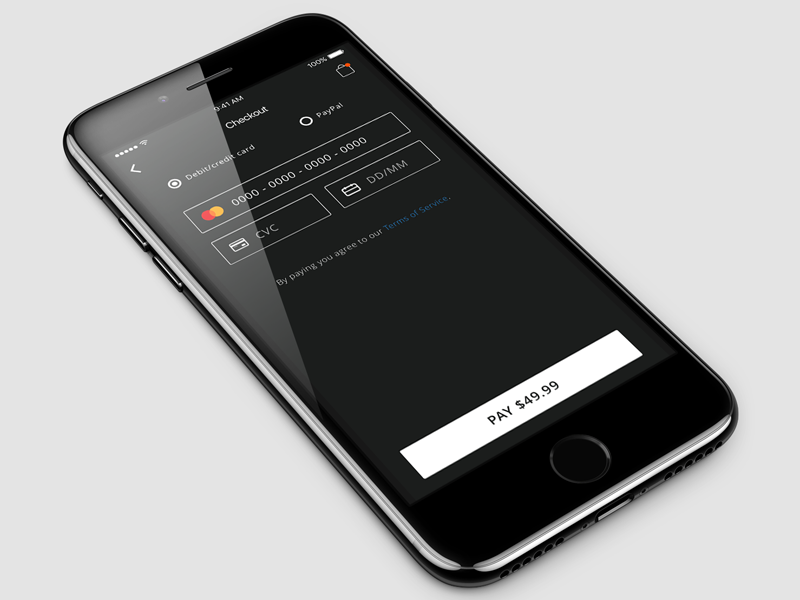 9:41 AM
100%
Checkout
Debit/credit card
PayPal
0000 - 0000 - 0000 - 0000
CVC
DD/MM
By paying you agree to our Terms of Service.
PAY $49.99